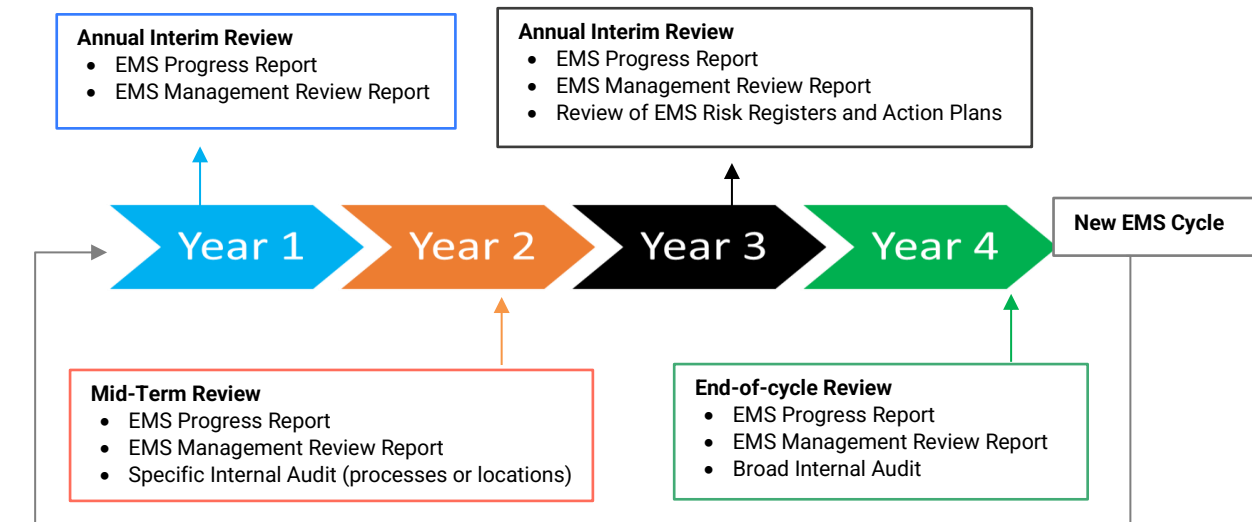 Annual Interim Review
• EMS Progress Report
• EMS Management Review Report
Annual Interim Review
• EMS Progress Report
• EMS Management Review Report
• Review of EMS Risk Registers and Action Plans
Year 1
Year 2
Year 3
Year 4
New EMS Cycle
Mid-Term Review
• EMS Progress Report
• EMS Management Review Report
• Specific Internal Audit (processes or locations)
End-of-cycle Review
• EMS Progress Report
• EMS Management Review Report
• Broad Internal Audit